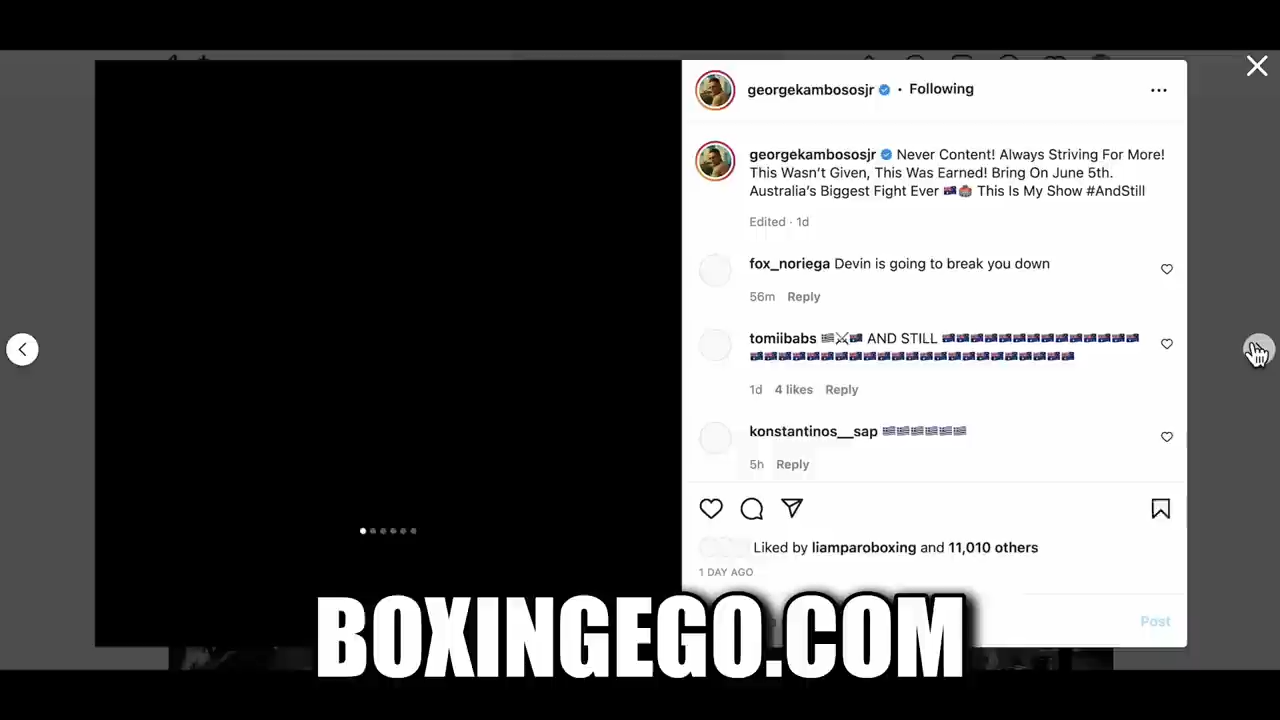 georgekambososjr • Following
georgekambososjr Never Content! Always Striving For More!
This Wasn't Given, This Was Earned! Bring On June 5th.
Australia's Biggest Fight Ever 🇦🇺🏟 This Is My Show #AndStill
Edited · 1d
fox_noriega Devin is going to break you down
56m Reply
tomiibabs 🇬🇷⚔🇦🇺 AND STILL 🇦🇺🇦🇺🇦🇺🇦🇺🇦🇺🇦🇺🇦🇺🇦🇺🇦🇺🇦🇺🇦🇺🇦🇺🇦🇺🇦🇺
🇦🇺🇦🇺🇦🇺🇦🇺🇦🇺🇦🇺🇦🇺🇦🇺🇦🇺🇦🇺🇦🇺🇦🇺🇦🇺🇦🇺🇦🇺🇦🇺🇦🇺🇦🇺🇦🇺🇦🇺🇦🇺🇦🇺🇦🇺
1d 4 likes Reply
konstantinos__sap 🇬🇷🇬🇷🇬🇷🇬🇷🇬🇷🇬🇷
5h Reply
Liked by liamparoboxing and 11,010 others
1 DAY AGO
Post
BOXINGEGO.COM